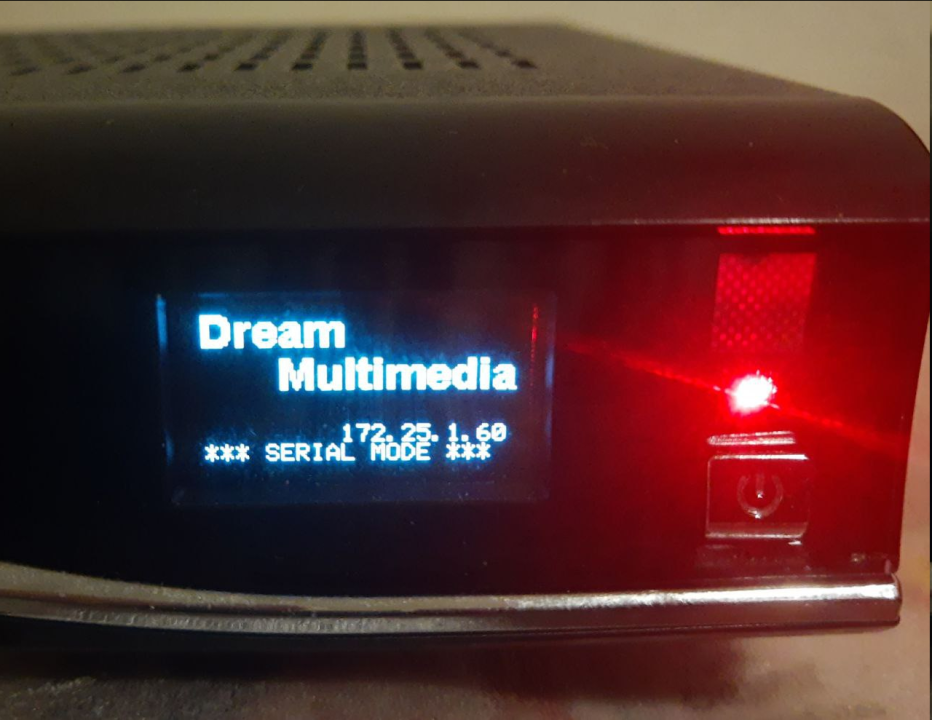 Dream
Multimedia
172.25.1.60
*** SERIAL MODE ***